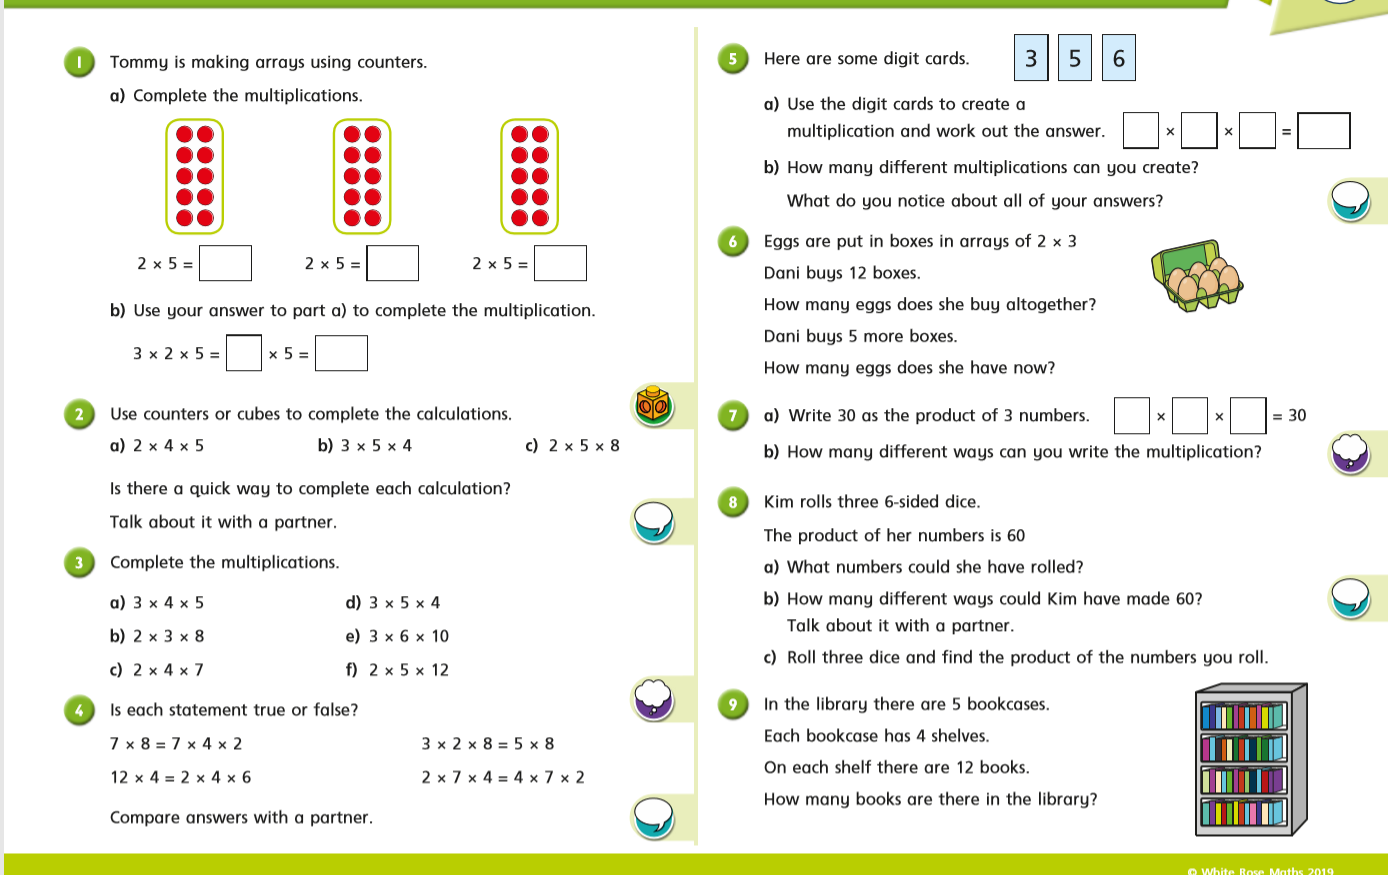 1 Tommy is making arrays using counters.
a) Complete the multiplications.
2 × 5 = 2 × 5 = 2 × 5 =
b) Use your answer to part a) to complete the multiplication.
3 × 2 × 5 = × 5 =
2 Use counters or cubes to complete the calculations.
a) 2 × 4 × 5 b) 3 × 5 × 4 c) 2 × 5 × 8
Is there a quick way to complete each calculation?
Talk about it with a partner.
3 Complete the multiplications.
a) 3 × 4 × 5 d) 3 × 5 × 4
b) 2 × 3 × 8 e) 3 × 6 × 10
c) 2 × 4 × 7 f) 2 × 5 × 12
4 Is each statement true or false?
7 × 8 = 7 × 4 × 2 3 × 2 × 8 = 5 × 8
12 × 4 = 2 × 4 × 6 2 × 7 × 4 = 4 × 7 × 2
Compare answers with a partner.
5 Here are some digit cards. 3 5 6
a) Use the digit cards to create a
multiplication and work out the answer. × × =
b) How many different multiplications can you create?
What do you notice about all of your answers?
6 Eggs are put in boxes in arrays of 2 × 3
Dani buys 12 boxes.
How many eggs does she buy altogether?
Dani buys 5 more boxes.
How many eggs does she have now?
7 a) Write 30 as the product of 3 numbers. × × = 30
b) How many different ways can you write the multiplication?
8 Kim rolls three 6-sided dice.
The product of her numbers is 60
a) What numbers could she have rolled?
b) How many different ways could Kim have made 60?
Talk about it with a partner.
c) Roll three dice and find the product of the numbers you roll.
9 In the library there are 5 bookcases.
Each bookcase has 4 shelves.
On each shelf there are 12 books.
How many books are there in the library?
© White Rose Maths 2019